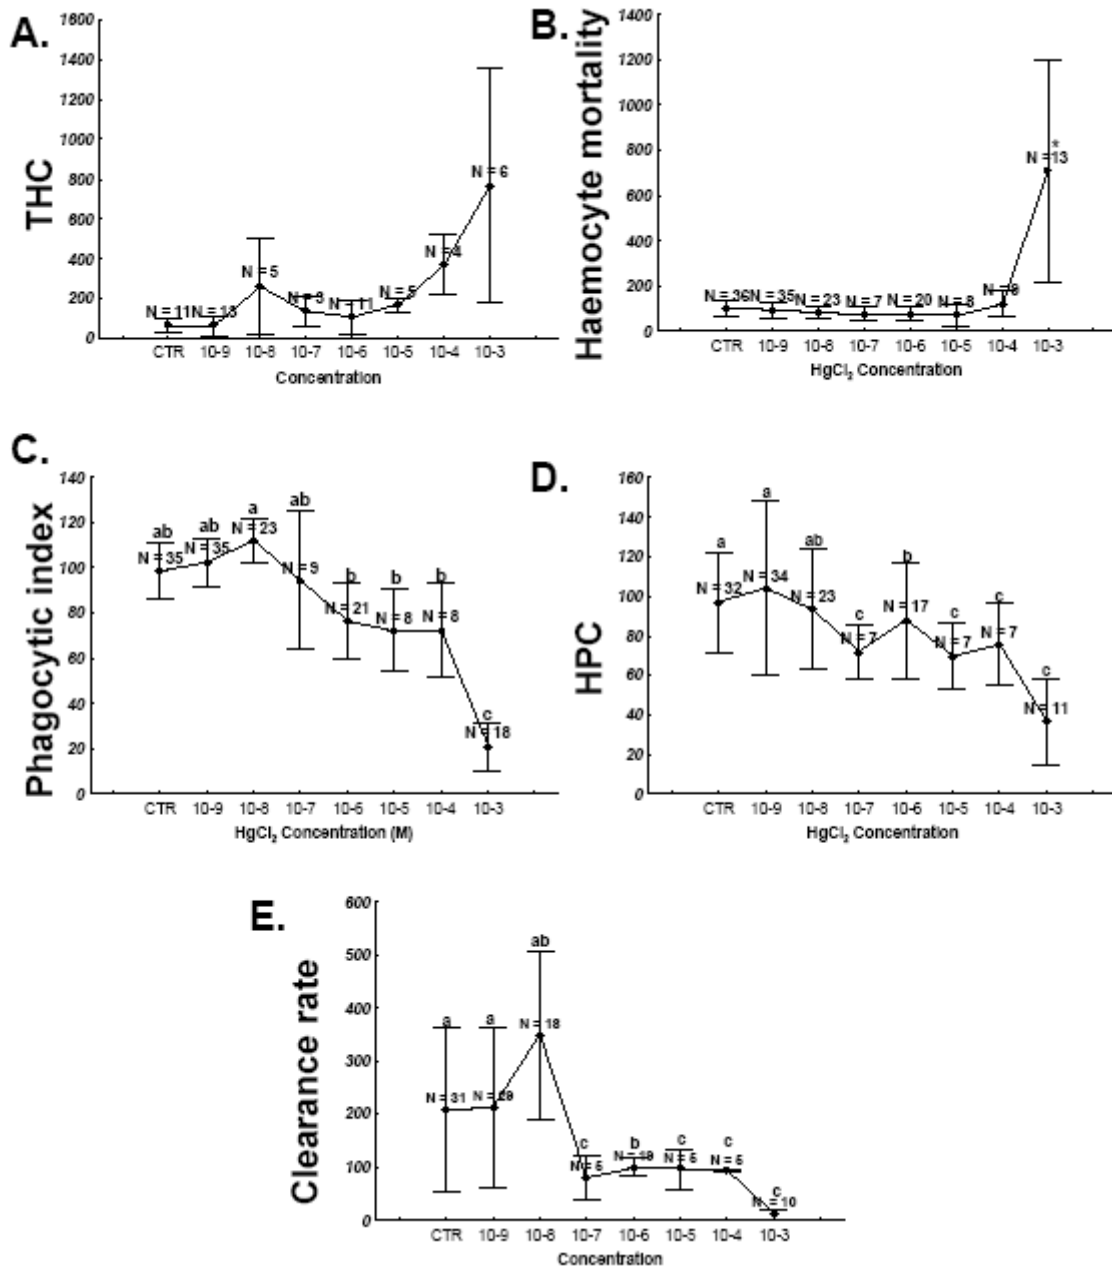 A.
THC
1600
1400
1200
1000
800
600
400
200
0
N = 11
N = 13
N = 5
N = 11
N = 5
N = 4
N = 6
CTR 10-9 10-8 10-7 10-6 10-5 10-4 10-3
Concentration
B.
Haemocyte mortality
1400
1200
1000
800
600
400
200
0
N = 36
N = 35
N = 23
N = 7
N = 20
N = 8
*
N = 13
CTR 10-9 10-8 10-7 10-6 10-5 10-4 10-3
HgCl₂ Concentration
C.
Phagocytic index
140
120
100
80
60
40
20
0
ab ab a ab b b b c
N = 35 N = 35 N = 23 N = 9 N = 21 N = 8 N = 8 N = 18
CTR 10-9 10-8 10-7 10-6 10-5 10-4 10-3
HgCl₂ Concentration (M)
D.
HPC
160
140
120
100
80
60
40
20
0
a a ab c b c c c
N = 32 N = 34 N = 23 N = 7 N = 17 N = 7 N = 7 N = 11
CTR 10-9 10-8 10-7 10-6 10-5 10-4 10-3
HgCl₂ Concentration
E.
Clearance rate
600
500
400
300
200
100
0
a a ab c b c c c
N = 31 N = 29 N = 18 N = 5 N = 19 N = 5 N = 5 N = 10
CTR 10-9 10-8 10-7 10-6 10-5 10-4 10-3
Concentration